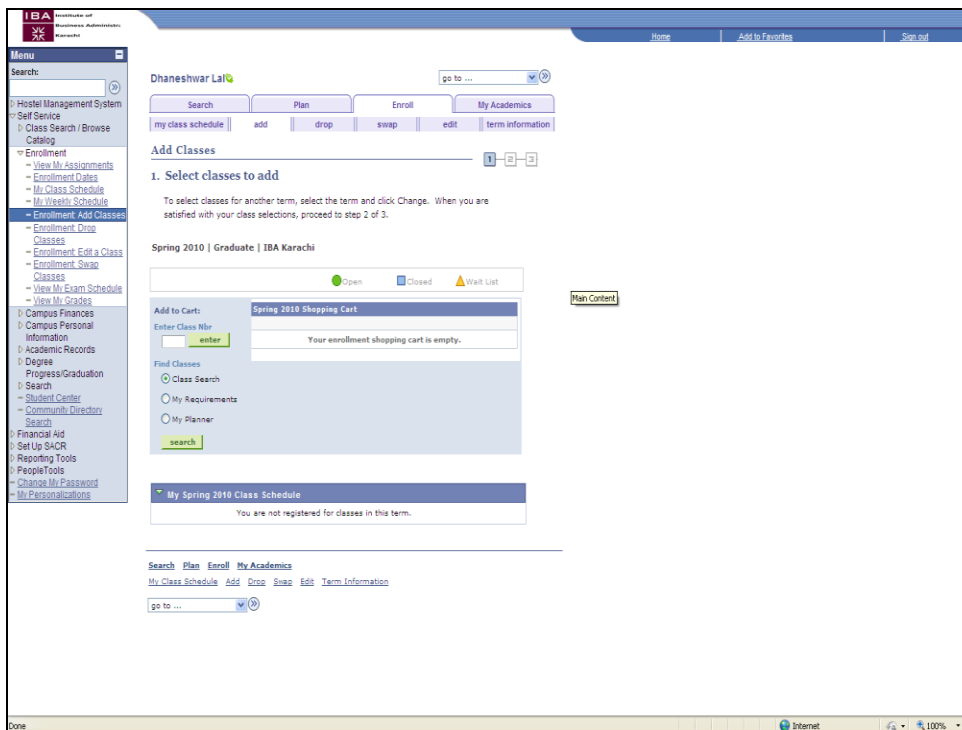 IBA Institute of
Business Administration
Karachi
Home Add to Favorites Sign out
Menu
Search:
Hostel Management System
Self Service
Class Search / Browse
Catalog
Enrollment
View My Assignments
Enrollment Dates
My Class Schedule
My Weekly Schedule
Enrollment: Add Classes
Enrollment: Drop
Classes
Enrollment: Edit a Class
Enrollment: Swap
Classes
View My Exam Schedule
View My Grades
Campus Finances
Campus Personal
Information
Academic Records
Degree
Progress/Graduation
Search
Student Center
Community Directory
Search
Financial Aid
Set Up SACR
Reporting Tools
PeopleTools
Change My Password
My Personalizations
Dhaneshwar Lal
go to ...
Search Plan Enroll My Academics
my class schedule add drop swap edit term information
Add Classes
1 2 3
1. Select classes to add
To select classes for another term, select the term and click Change. When you are
satisfied with your class selections, proceed to step 2 of 3.
Spring 2010 | Graduate | IBA Karachi
Open Closed Wait List
Add to Cart:
Enter Class Nbr
enter
Find Classes
Class Search
My Requirements
My Planner
search
Spring 2010 Shopping Cart
Your enrollment shopping cart is empty.
Main Content
My Spring 2010 Class Schedule
You are not registered for classes in this term.
Search Plan Enroll My Academics
My Class Schedule Add Drop Swap Edit Term Information
go to ...
Done Internet 100%